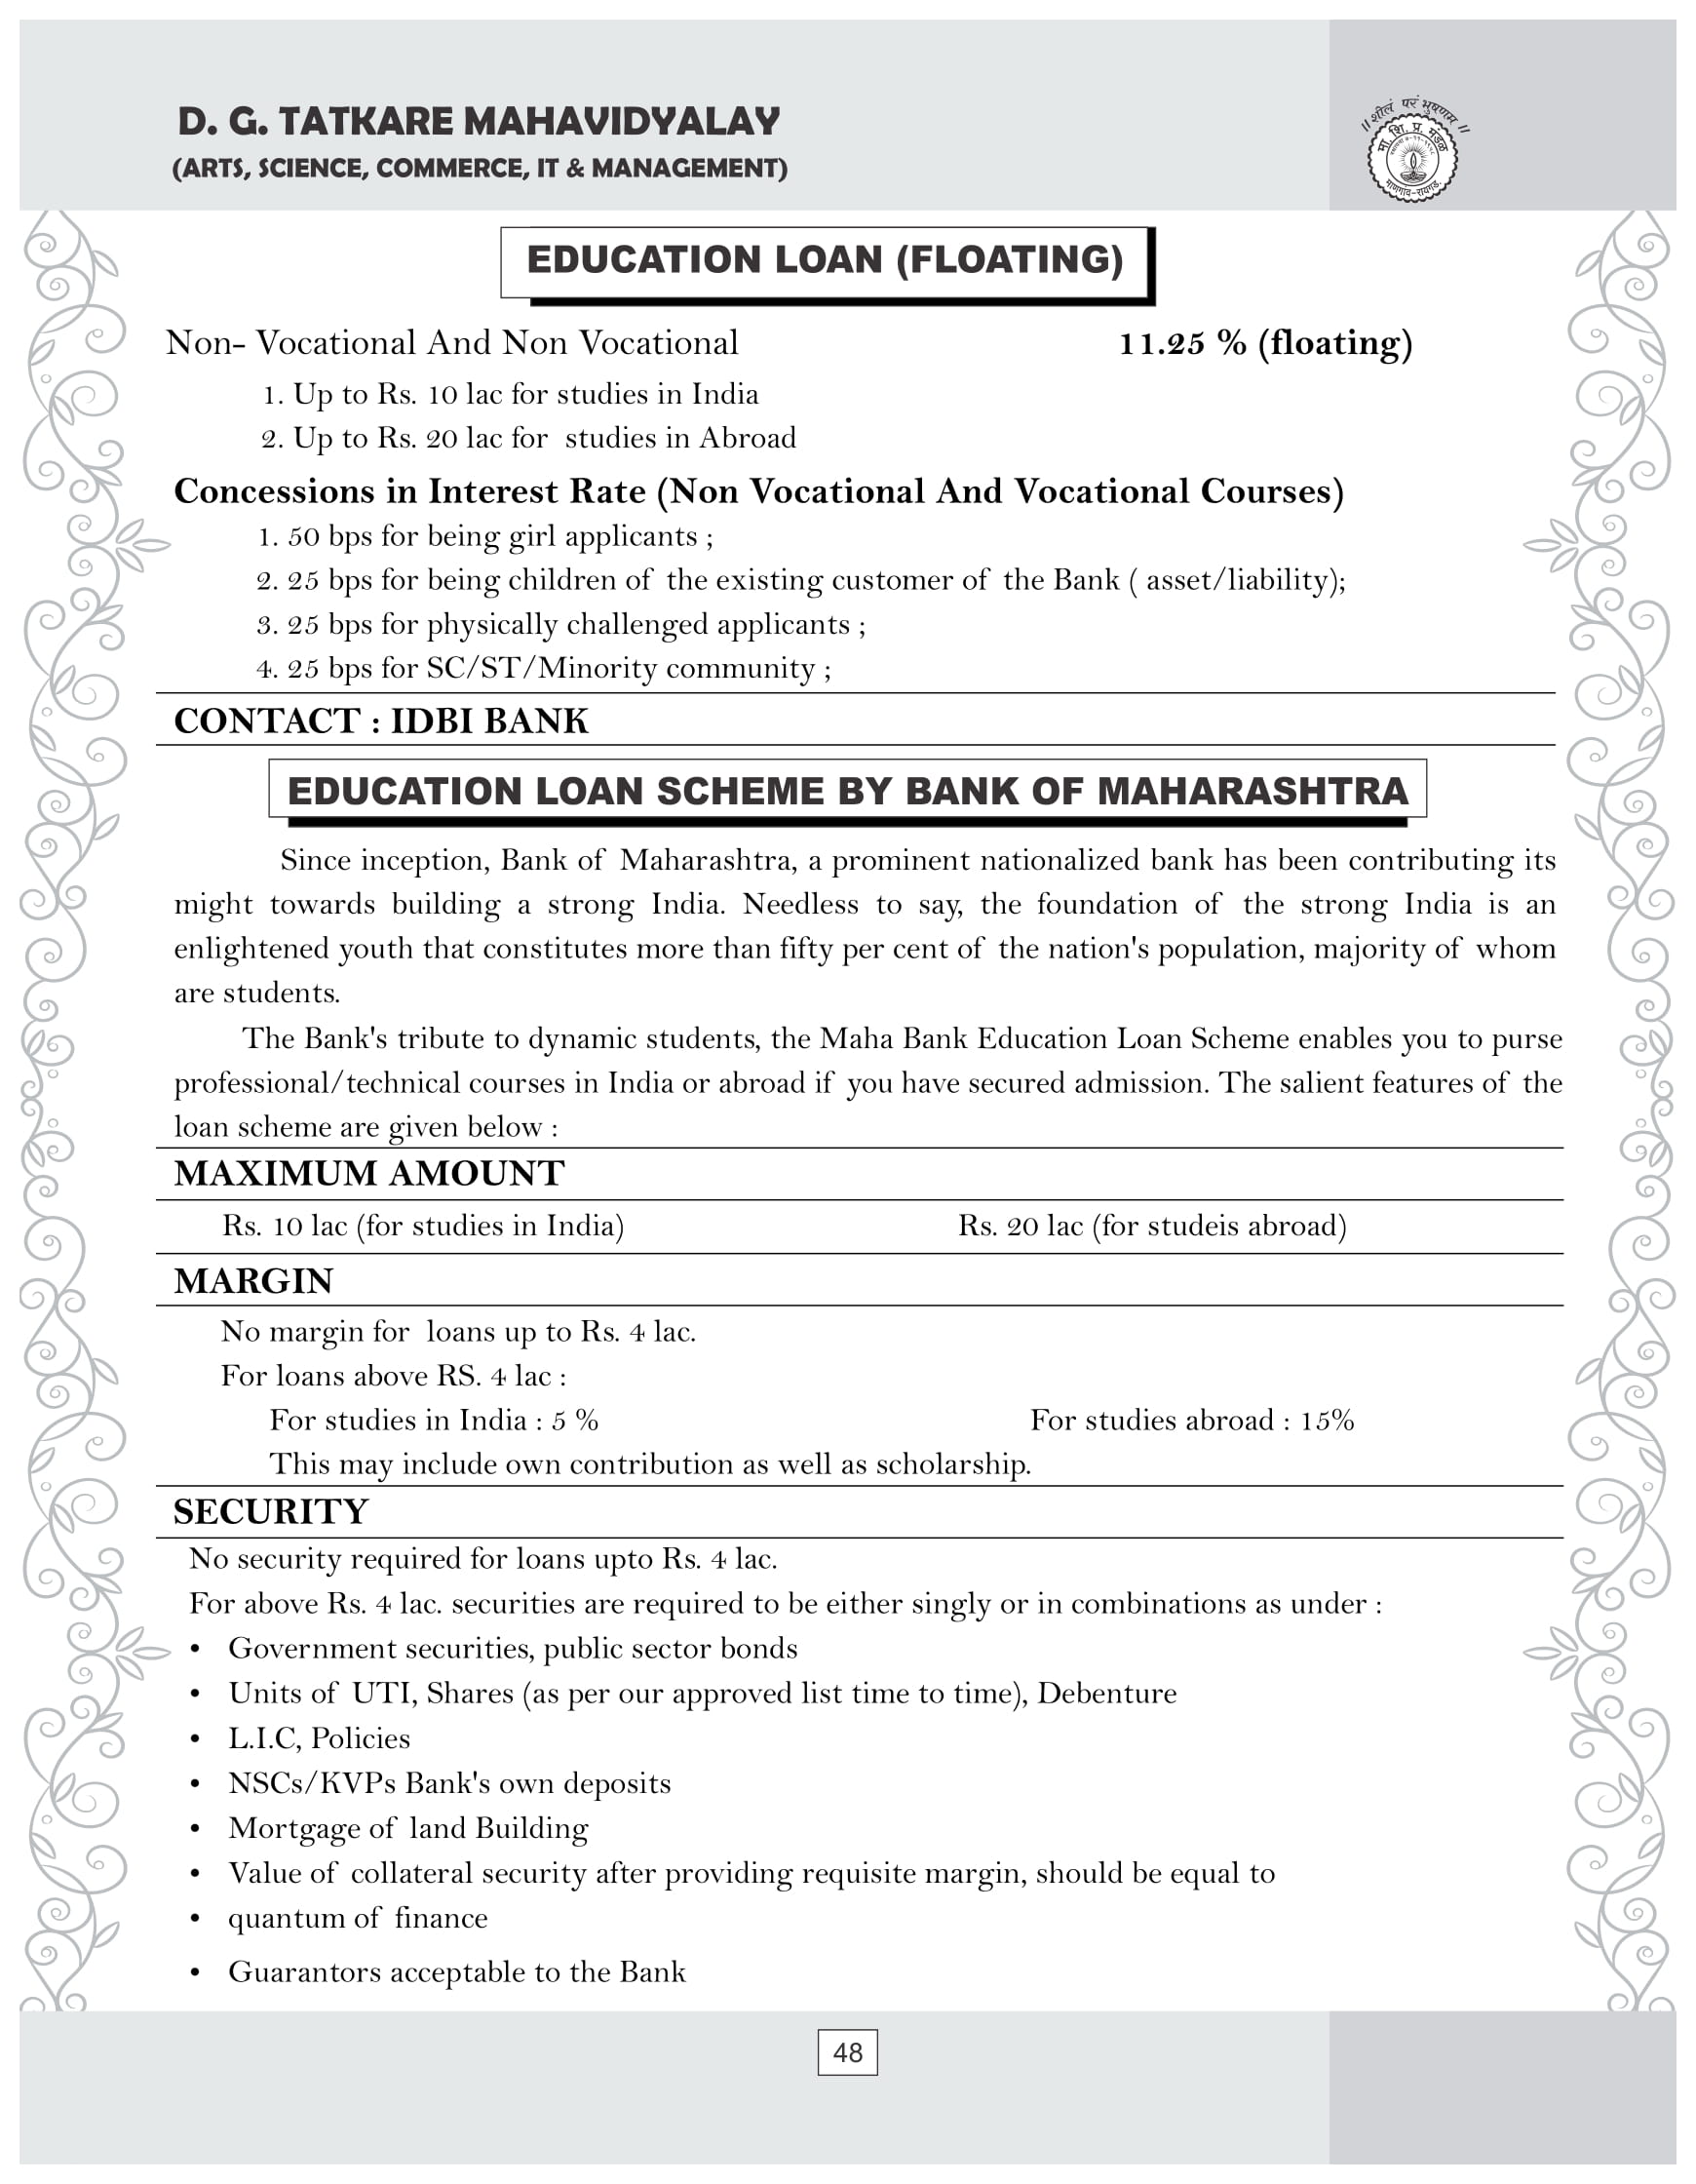 D. G. TATKARE MAHAVIDYALAY
(ARTS, SCIENCE, COMMERCE, IT & MANAGEMENT)
॥ शीलं परं भुषणम ॥
मा. शि. प्र. मंडळ
माणगाव-रायगड.
EDUCATION LOAN (FLOATING)
Non- Vocational And Non Vocational 11.25 % (floating)
1. Up to Rs. 10 lac for studies in India
2. Up to Rs. 20 lac for studies in Abroad
Concessions in Interest Rate (Non Vocational And Vocational Courses)
1. 50 bps for being girl applicants ;
2. 25 bps for being children of the existing customer of the Bank ( asset/liability);
3. 25 bps for physically challenged applicants ;
4. 25 bps for SC/ST/Minority community ;
CONTACT : IDBI BANK
EDUCATION LOAN SCHEME BY BANK OF MAHARASHTRA
Since inception, Bank of Maharashtra, a prominent nationalized bank has been contributing its
might towards building a strong India. Needless to say, the foundation of the strong India is an
enlightened youth that constitutes more than fifty per cent of the nation's population, majority of whom
are students.
The Bank's tribute to dynamic students, the Maha Bank Education Loan Scheme enables you to purse
professional/technical courses in India or abroad if you have secured admission. The salient features of the
loan scheme are given below :
MAXIMUM AMOUNT
Rs. 10 lac (for studies in India) Rs. 20 lac (for studeis abroad)
MARGIN
No margin for loans up to Rs. 4 lac.
For loans above RS. 4 lac :
For studies in India : 5 % For studies abroad : 15%
This may include own contribution as well as scholarship.
SECURITY
No security required for loans upto Rs. 4 lac.
For above Rs. 4 lac. securities are required to be either singly or in combinations as under :
• Government securities, public sector bonds
• Units of UTI, Shares (as per our approved list time to time), Debenture
• L.I.C, Policies
• NSCs/KVPs Bank's own deposits
• Mortgage of land Building
• Value of collateral security after providing requisite margin, should be equal to
• quantum of finance
• Guarantors acceptable to the Bank
48